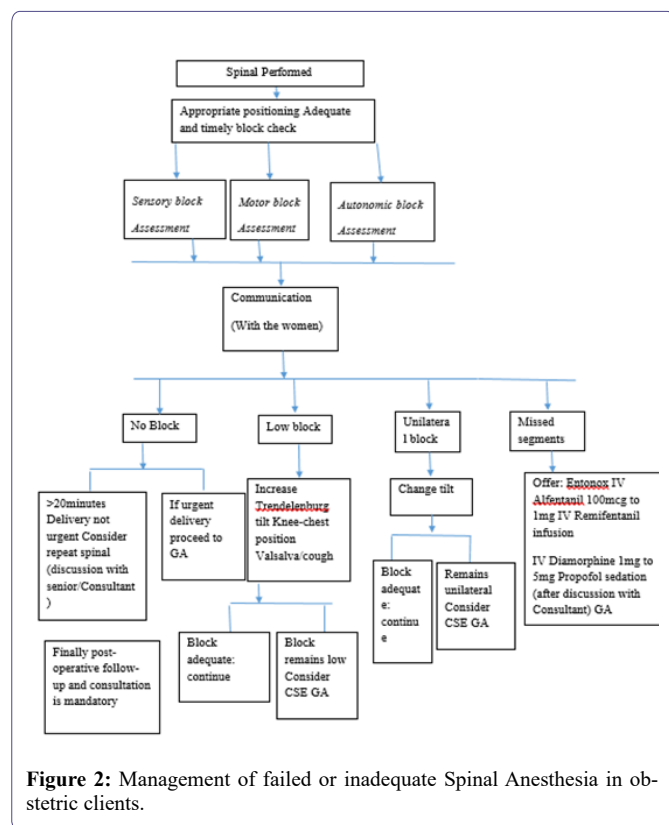 Spinal Performed
Appropriate positioning Adequate
and timely block check
Sensory block
Assessment
Motor block
Assessment
Autonomic block
Assessment
Communication
(With the women)
No Block
Low block
Unilatera
l block
Missed
segments
>20minutes
Delivery not
urgent Consider
repeat spinal
(discussion with
senior/Consultant
)
If urgent
delivery
proceed to
GA
Increase
Trendelenburg
tilt Knee-chest
position
Valsalva/cough
Change tilt
Offer: Entonox IV
Alfentanil 100mcg to
1mg IV Remifentanil
infusion
IV Diamorphine 1mg to
5mg Propofol sedation
(after discussion with
Consultant) GA
Block
adequat
e:
continu
e
Remains
unilateral
Consider
CSE GA
Finally post-
operative follow-
up and consultation
is mandatory
Block
adequate:
continue
Block
remains low
Consider
CSE GA
Figure 2: Management of failed or inadequate Spinal Anesthesia in ob-
stetric clients.